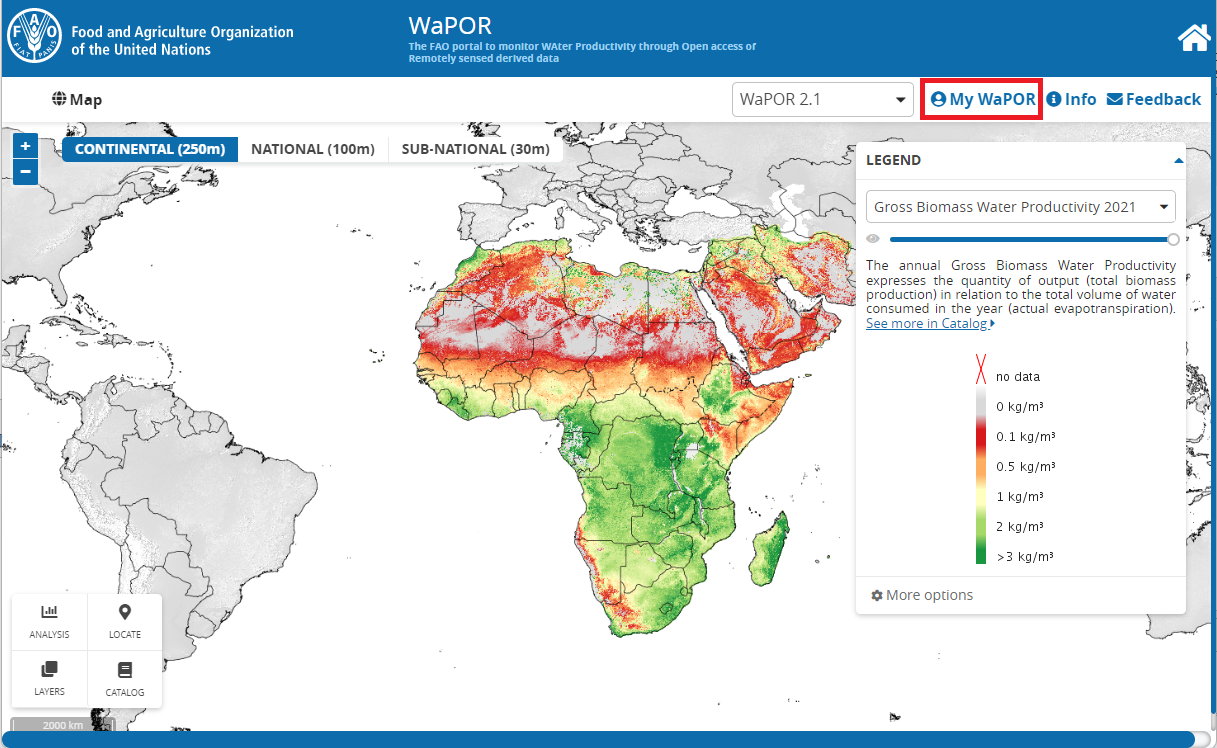 F A O
FIAT PANIS
Food and Agriculture Organization
of the United Nations
WaPOR
The FAO portal to monitor WAter Productivity through Open access of
Remotely sensed derived data
Map
WaPOR 2.1
My WaPOR
Info
Feedback
+
−
CONTINENTAL (250m)
NATIONAL (100m)
SUB-NATIONAL (30m)
LEGEND
Gross Biomass Water Productivity 2021
The annual Gross Biomass Water Productivity
expresses the quantity of output (total biomass
production) in relation to the total volume of water
consumed in the year (actual evapotranspiration).
See more in Catalog
no data
0 kg/m³
0.1 kg/m³
0.5 kg/m³
1 kg/m³
2 kg/m³
>3 kg/m³
More options
ANALYSIS
LOCATE
LAYERS
CATALOG
2000 km